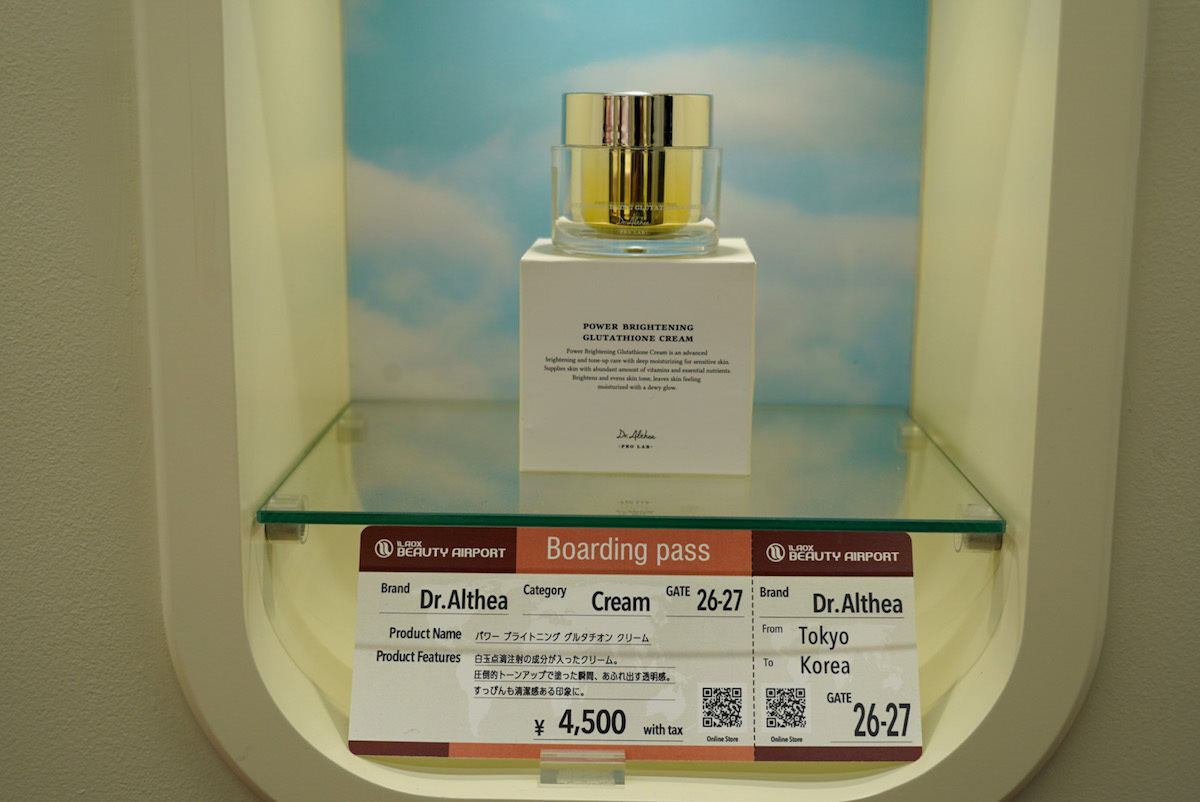 Dr.Althea
PRO LAB
POWER BRIGHTENING
GLUTATHIONE CREAM
Power Brightening Glutathione Cream is an advanced
brightening and tone-up care with deep moisturizing for sensitive skin.
Supplies skin with abundant amount of vitamins and essential nutrients.
Brightens and evens skin tone, leaves skin feeling
moisturized with a dewy glow.
Dr.Althea
-PRO LAB-
LAOX
BEAUTY AIRPORT
Boarding pass
Brand Dr.Althea Category Cream GATE 26-27
Product Name パワー ブライトニング グルタチオン クリーム
Product Features 白玉点滴注射の成分が入ったクリーム。
圧倒的トーンアップで塗った瞬間、あふれ出す透明感。
すっぴんも清潔感ある印象に。
¥ 4,500 with tax
Online Store
LAOX
BEAUTY AIRPORT
Brand Dr.Althea
From Tokyo
To Korea
GATE
26-27
Online Store